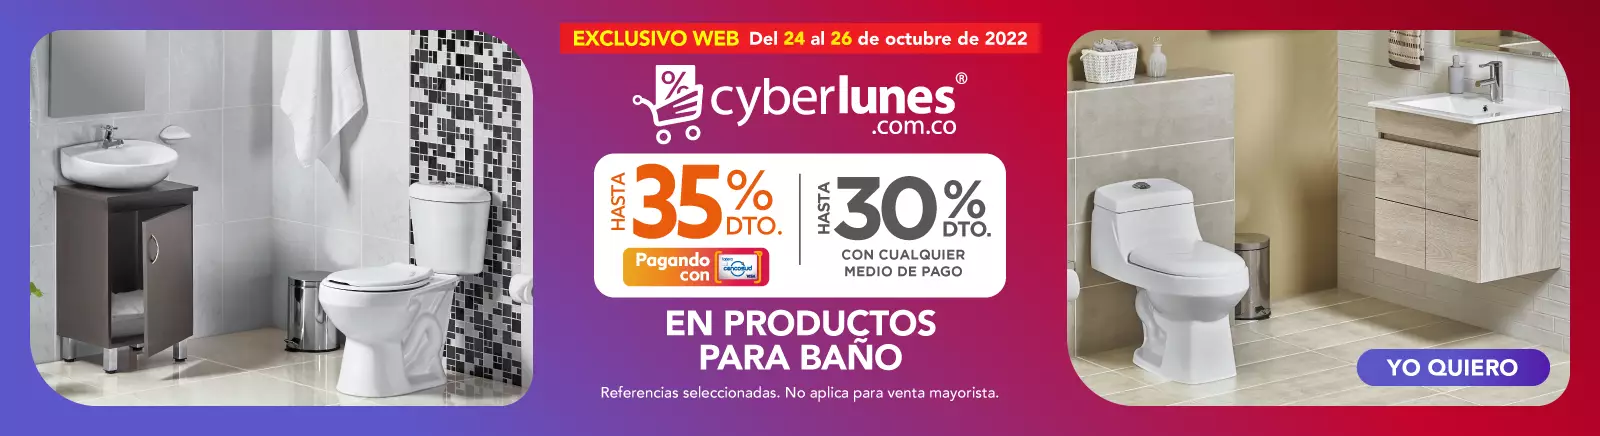 EXCLUSIVO WEB Del 24 al 26 de octubre de 2022
%
cyberlunes®
.com.co
HASTA 35% DTO.
Pagando con
cencosud
HASTA 30% DTO.
CON CUALQUIER
MEDIO DE PAGO
EN PRODUCTOS
PARA BAÑO
Referencias seleccionadas. No aplica para venta mayorista.
YO QUIERO